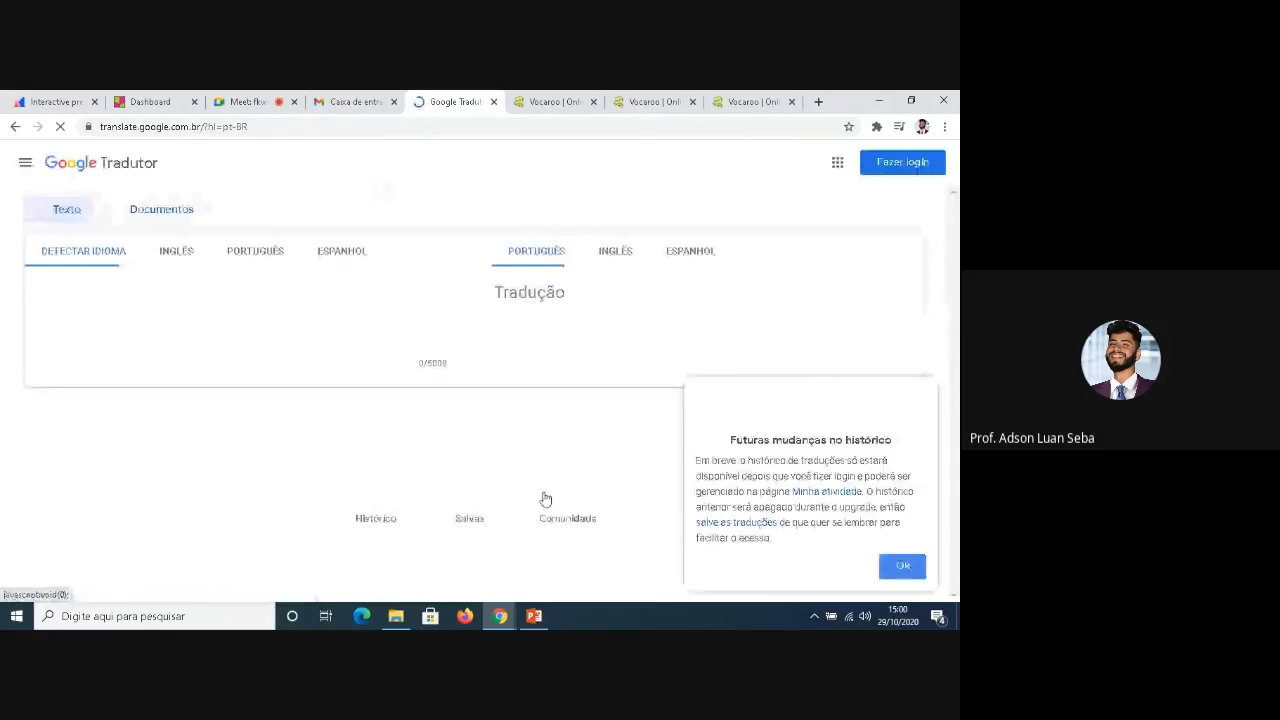 Interactive pre
Dashboard
Meet: fkw
Caixa de entra
Google Tradut
Vocaroo | Onli
Vocaroo | Onli
Vocaroo | Onli
translate.google.com.br/?hl=pt-BR
Google Tradutor
Fazer login
Texto
Documentos
DETECTAR IDIOMA
INGLÊS
PORTUGUÊS
ESPANHOL
PORTUGUÊS
INGLÊS
ESPANHOL
Tradução
0/5000
Futuras mudanças no histórico
Em breve o histórico de traduções só estará
disponível depois que você fizer login e poderá ser
gerenciado na página Minha atividade. O histórico
anterior será apagado durante o upgrade, então
salve as traduções de que quer se lembrar para
facilitar o acesso.
Ok
Histórico
Salvas
Comunidade
javascript:void(0);
Digite aqui para pesquisar
15:00
29/10/2020
4
Prof. Adson Luan Seba